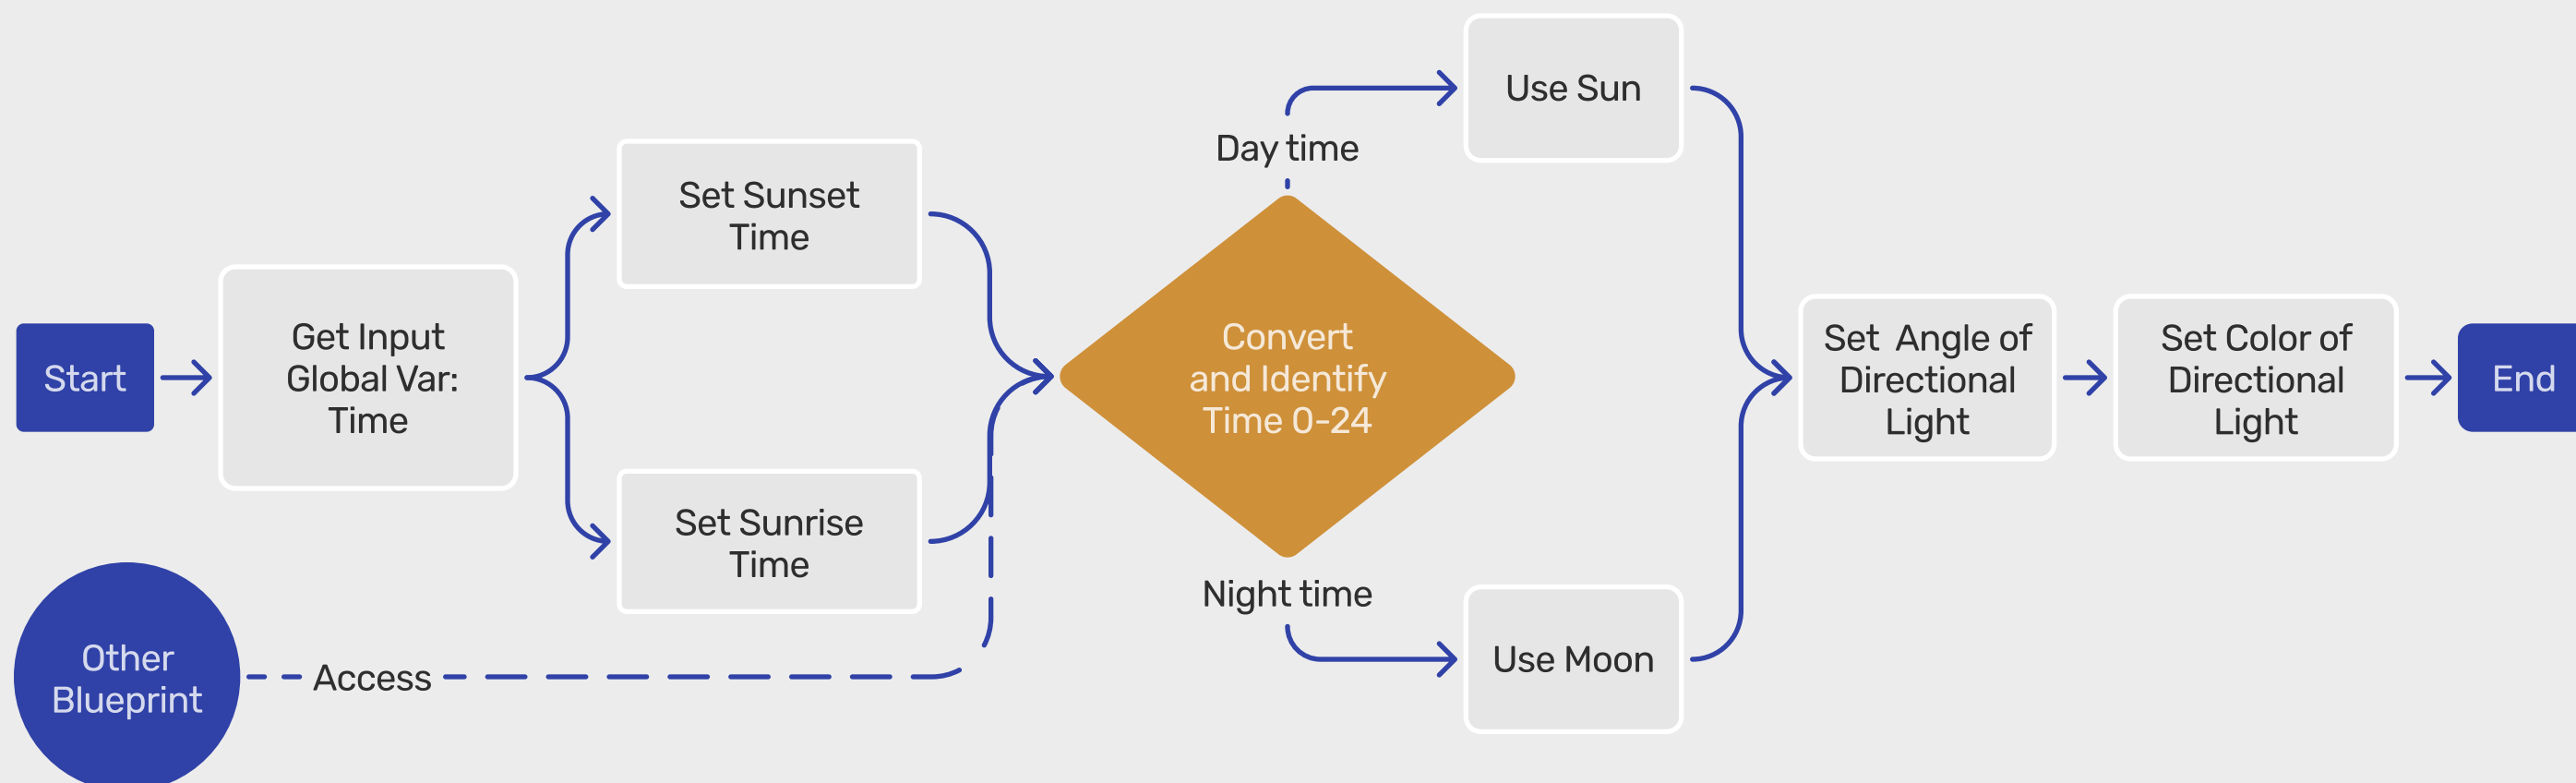 Start
Get Input
Global Var:
Time
Set Sunset
Time
Set Sunrise
Time
Other
Blueprint
Access
Convert
and Identify
Time 0-24
Day time
Night time
Use Sun
Use Moon
Set  Angle of
Directional
Light
Set Color of
Directional
Light
End